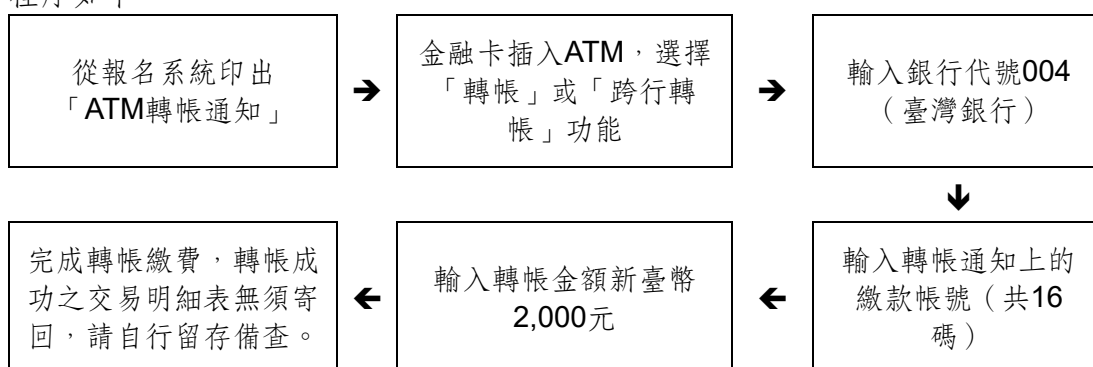 程序如下
從報名系統印出
「ATM轉帳通知」
➔
金融卡插入ATM，選擇
「轉帳」或「跨行轉
帳」功能
➔
輸入銀行代號004
（臺灣銀行）
🡻
輸入轉帳通知上的
繳款帳號（共16
碼）
🡸
輸入轉帳金額新臺幣
2,000元
🡸
完成轉帳繳費，轉帳成
功之交易明細表無須寄
回，請自行留存備查。